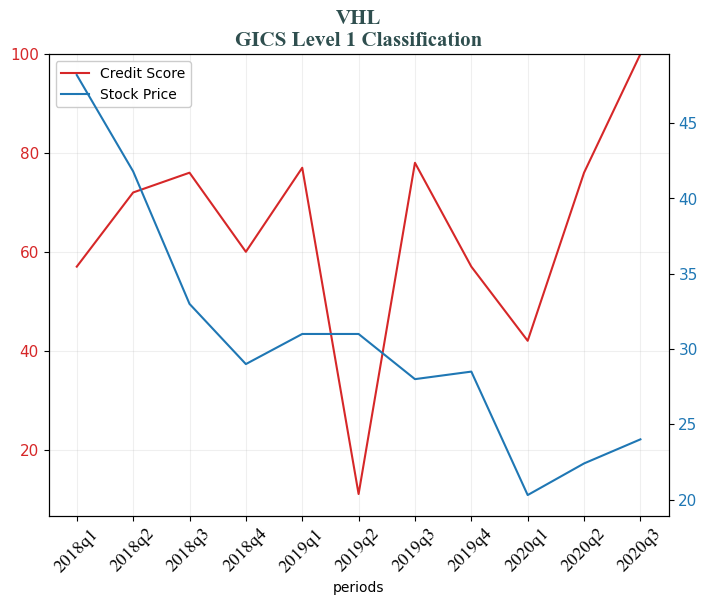 VHL
GICS Level 1 Classification
Credit Score
Stock Price
100
80
60
40
20
45
40
35
30
25
20
2018q1
2018q2
2018q3
2018q4
2019q1
2019q2
2019q3
2019q4
2020q1
2020q2
2020q3
periods